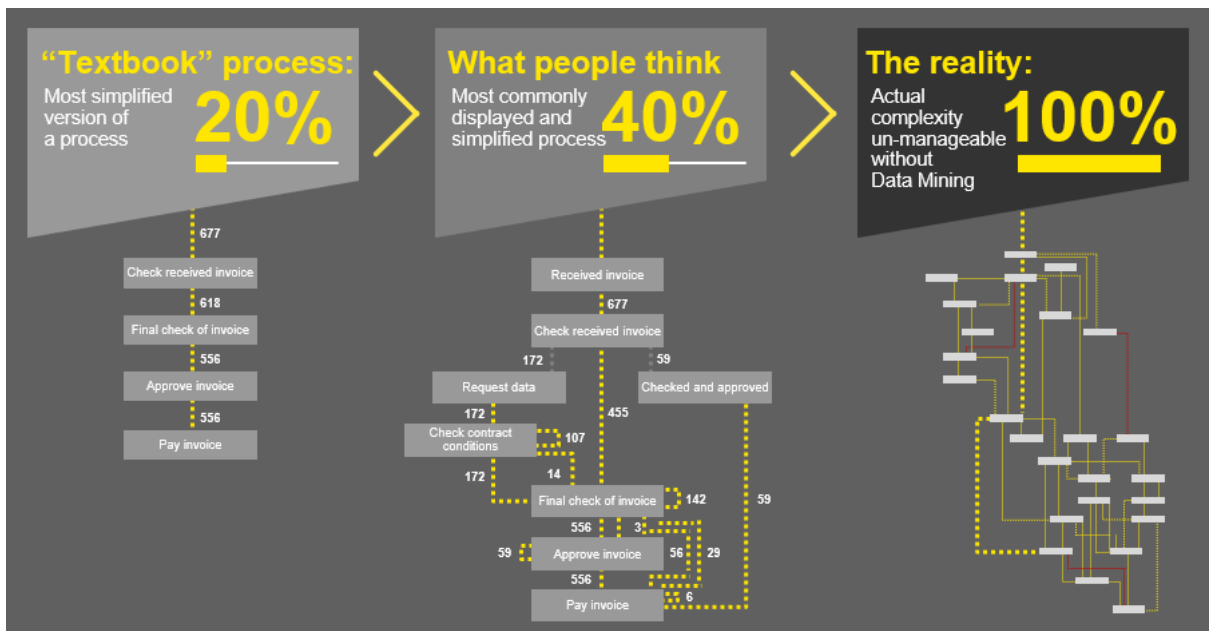 “Textbook” process:
Most simplified
version of
a process
20%
What people think
Most commonly
displayed and
simplified process
40%
The reality:
Actual
complexity
un-manageable
without
Data Mining
100%
677
Check received invoice
618
Final check of invoice
556
Approve invoice
556
Pay invoice
Received invoice
677
Check received invoice
172
59
Request data
Checked and approved
172
455
Check contract
conditions
107
172
14
Final check of invoice
142
59
556
3
59
Approve invoice
56
29
556
Pay invoice
6